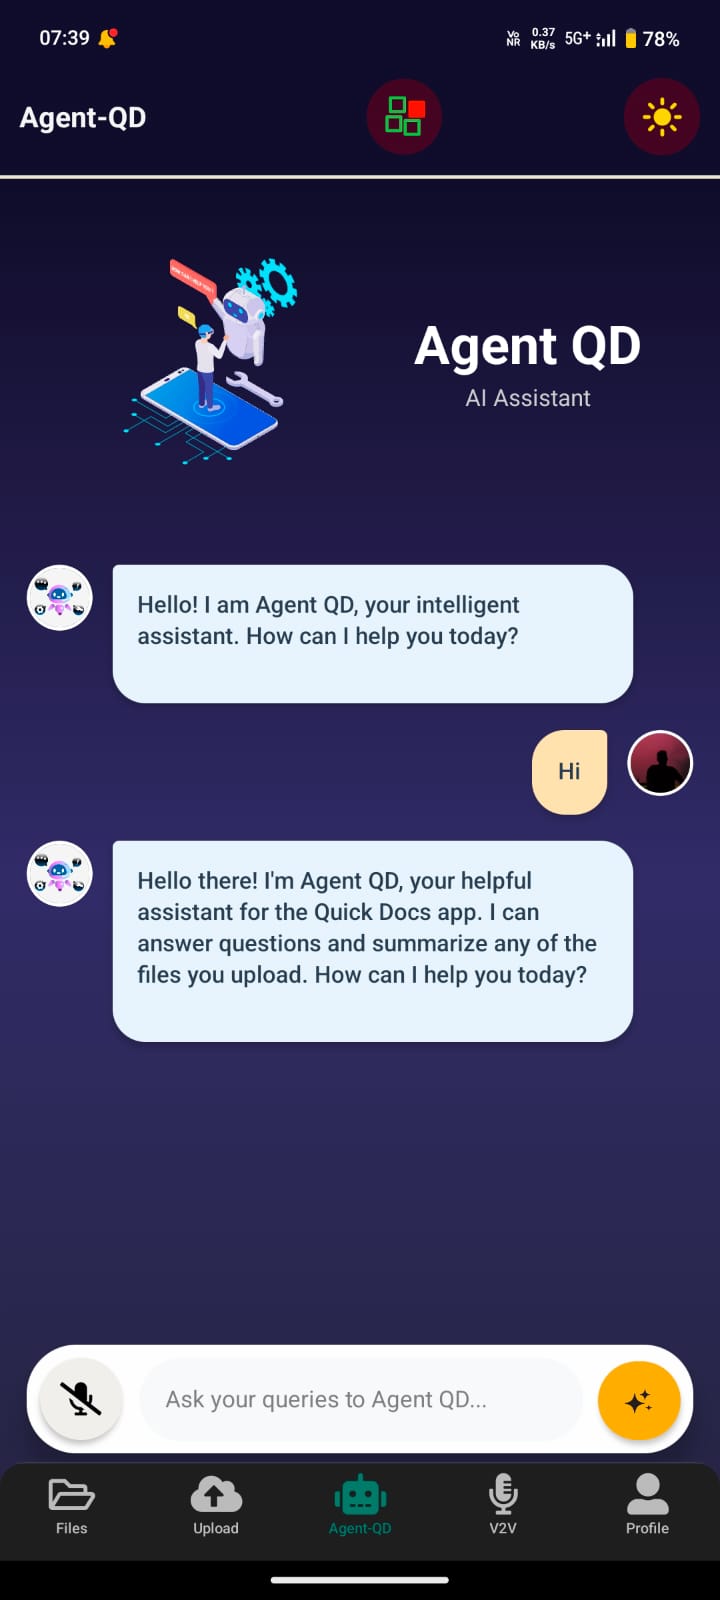 07:39
Vo NR 0.37 KB/s 5G+ 78%
Agent-QD
Agent QD
AI Assistant
Hello! I am Agent QD, your intelligent
assistant. How can I help you today?
Hi
Hello there! I'm Agent QD, your helpful
assistant for the Quick Docs app. I can
answer questions and summarize any of the
files you upload. How can I help you today?
Ask your queries to Agent QD...
Files
Upload
Agent-QD
V2V
Profile